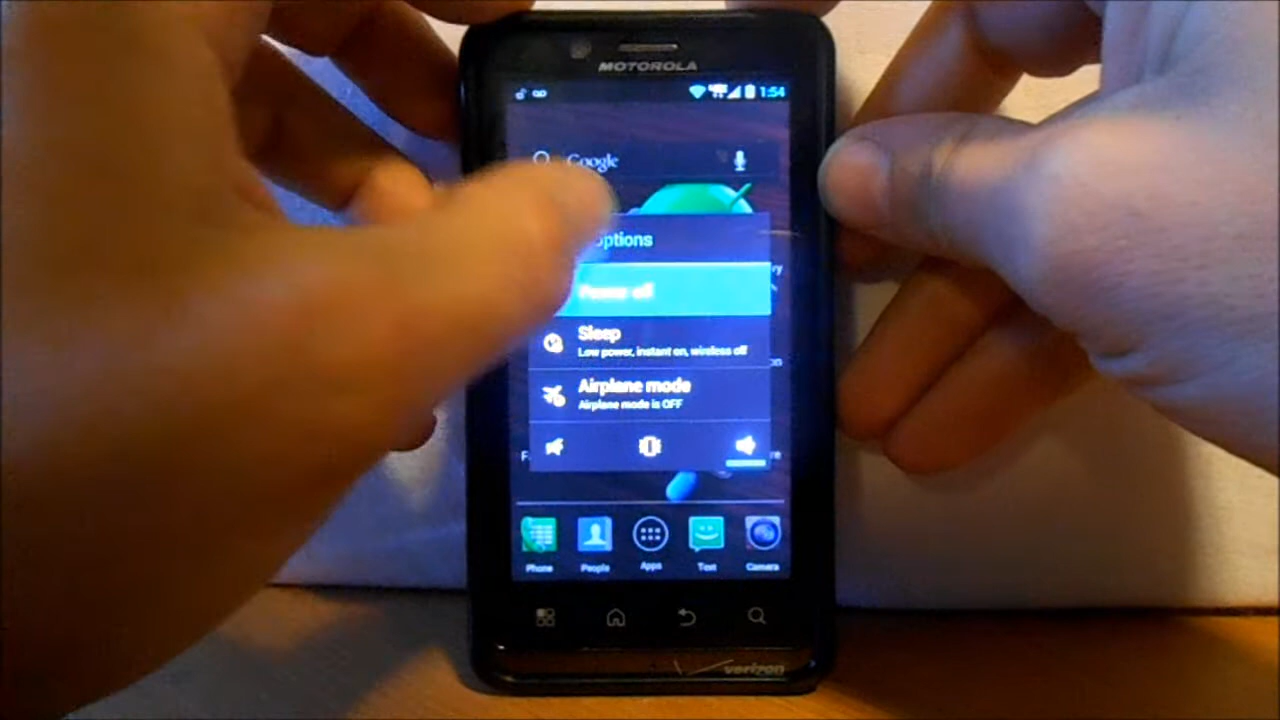 MOTOROLA
1:54
Google
options
Power off
Sleep
Low power, instant on, wireless off
Airplane mode
Airplane mode is OFF
Phone People Apps Text Camera
verizon